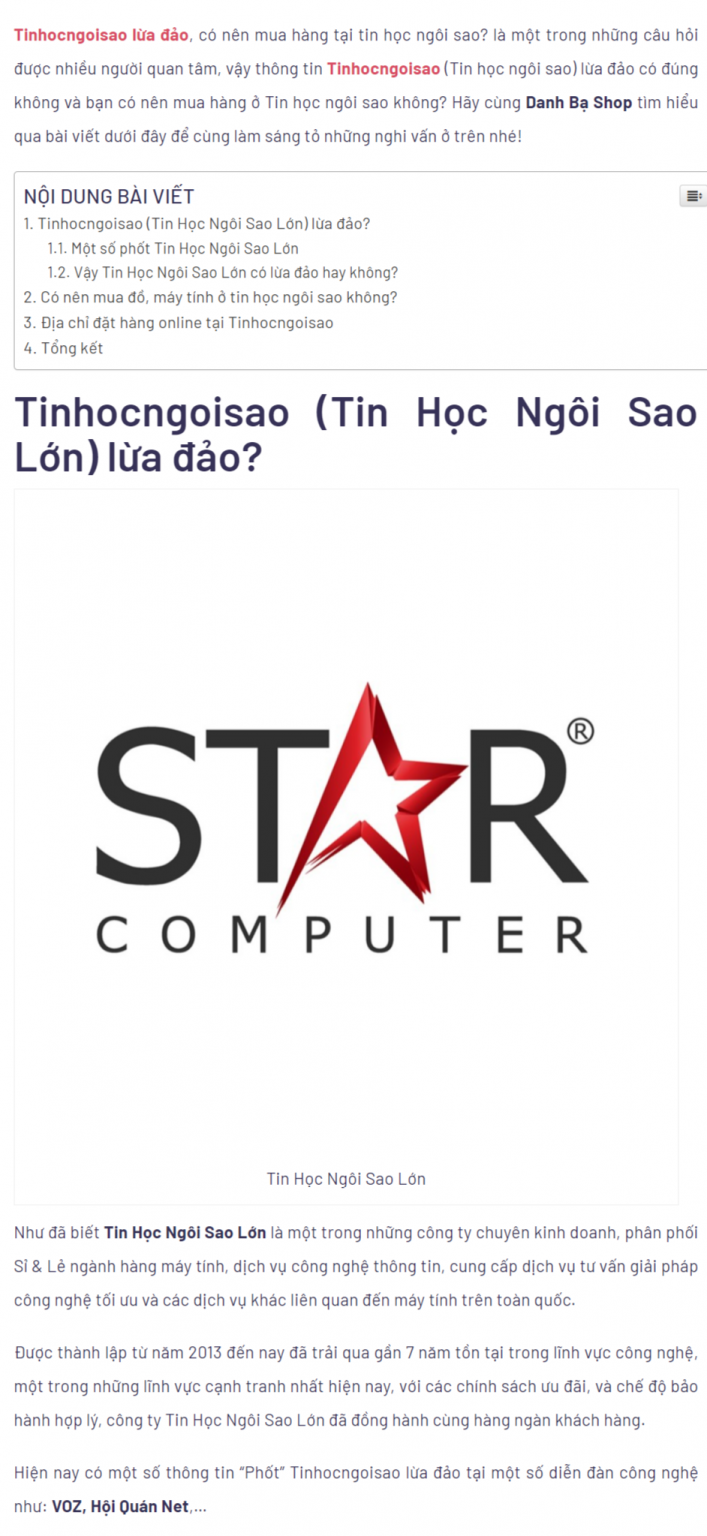 Tinhocngoisao lừa đảo, có nên mua hàng tại tin học ngôi sao? là một trong những câu hỏi
được nhiều người quan tâm, vậy thông tin Tinhocngoisao (Tin học ngôi sao) lừa đảo có đúng
không và bạn có nên mua hàng ở Tin học ngôi sao không? Hãy cùng Danh Bạ Shop tìm hiểu
qua bài viết dưới đây để cùng làm sáng tỏ những nghi vấn ở trên nhé!
NỘI DUNG BÀI VIẾT
1. Tinhocngoisao (Tin Học Ngôi Sao Lớn) lừa đảo?
1.1. Một số phốt Tin Học Ngôi Sao Lớn
1.2. Vậy Tin Học Ngôi Sao Lớn có lừa đảo hay không?
2. Có nên mua đồ, máy tính ở tin học ngôi sao không?
3. Địa chỉ đặt hàng online tại Tinhocngoisao
4. Tổng kết
Tinhocngoisao (Tin Học Ngôi Sao
Lớn) lừa đảo?
STAR®
COMPUTER
Tin Học Ngôi Sao Lớn
Như đã biết Tin Học Ngôi Sao Lớn là một trong những công ty chuyên kinh doanh, phân phối
Sỉ & Lẻ ngành hàng máy tính, dịch vụ công nghệ thông tin, cung cấp dịch vụ tư vấn giải pháp
công nghệ tối ưu và các dịch vụ khác liên quan đến máy tính trên toàn quốc.
Được thành lập từ năm 2013 đến nay đã trải qua gần 7 năm tồn tại trong lĩnh vực công nghệ,
một trong những lĩnh vực cạnh tranh nhất hiện nay, với các chính sách ưu đãi, và chế độ bảo
hành hợp lý, công ty Tin Học Ngôi Sao Lớn đã đồng hành cùng hàng ngàn khách hàng.
Hiện nay có một số thông tin “Phốt” Tinhocngoisao lừa đảo tại một số diễn đàn công nghệ
như: VOZ, Hội Quán Net,…